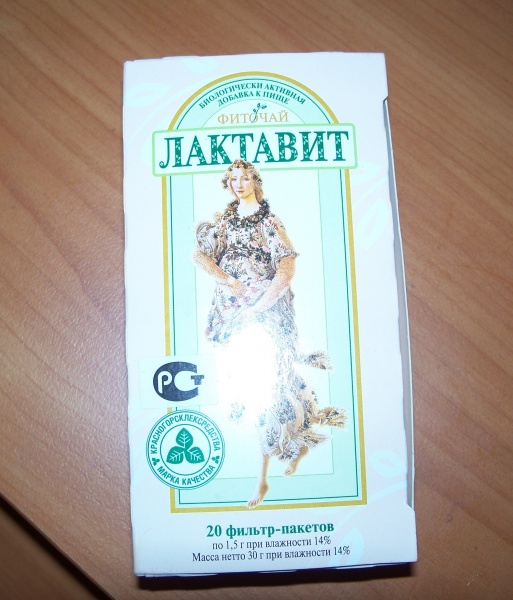 БИОЛОГИЧЕСКИ АКТИВНАЯ
ДОБАВКА К ПИЩЕ
ФИТОЧАЙ
ЛАКТАВИТ
РСТ
КРАСНОГОРСКЛЕКСРЕДСТВА
МАРКА КАЧЕСТВА
20 фильтр-пакетов
по 1,5 г при влажности 14%
Масса нетто 30 г при влажности 14%